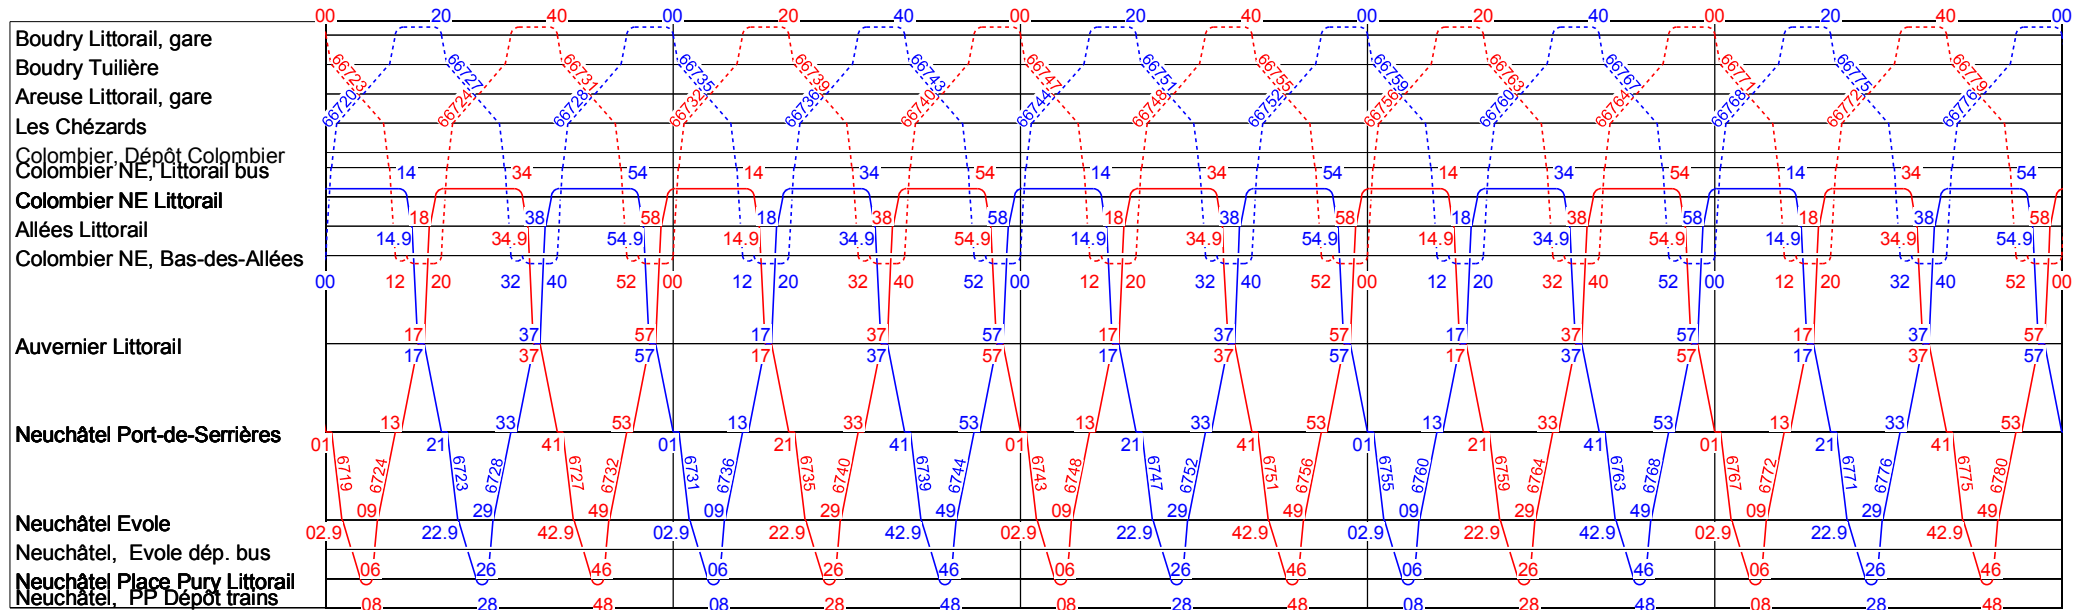 00 20 40 00 20 40 00 20 40 00 20 40 00 20 40 00
Boudry Littorail, gare
Boudry Tuilière
66723 66727 66731 66735 66739 66743 66747 66751 66755 66759 66763 66767 66771 66775 66779
Areuse Littorail, gare
66720 66724 66728 66732 66736 66740 66744 66748 66752 66756 66760 66764 66768 66772 66776
Les Chézards
Colombier, Dépôt Colombier
Colombier NE, Littorail bus
14 34 54 14 34 54 14 34 54 14 34 54 14 34 54
Colombier NE Littorail
18 38 58 18 38 58 18 38 58 18 38 58 18 38 58
Allées Littorail
14.9 34.9 54.9 14.9 34.9 54.9 14.9 34.9 54.9 14.9 34.9 54.9 14.9 34.9 54.9
Colombier NE, Bas-des-Allées
00 12 20 32 40 52 00 12 20 32 40 52 00 12 20 32 40 52 00 12 20 32 40 52 00 12 20 32 40 52 00
17 37 57 17 37 57 17 37 57 17 37 57 17 37 57
Auvernier Littorail
17 37 57 17 37 57 17 37 57 17 37 57 17 37 57
13 33 53 13 33 53 13 33 53 13 33 53 13 33 53
Neuchâtel Port-de-Serrières
01 21 41 01 21 41 01 21 41 01 21 41 01 21 41
6719 6724 6723 6728 6727 6732 6731 6736 6735 6740 6739 6744 6743 6748 6747 6752 6751 6756 6755 6760 6759 6764 6763 6768 6767 6772 6771 6776 6775 6780
09 29 49 09 29 49 09 29 49 09 29 49 09 29 49
Neuchâtel Evole
02.9 22.9 42.9 02.9 22.9 42.9 02.9 22.9 42.9 02.9 22.9 42.9 02.9 22.9 42.9
Neuchâtel, Evole dép. bus
06 26 46 06 26 46 06 26 46 06 26 46 06 26 46
Neuchâtel Place Pury Littorail
Neuchâtel, PP Dépôt trains
08 28 48 08 28 48 08 28 48 08 28 48 08 28 48